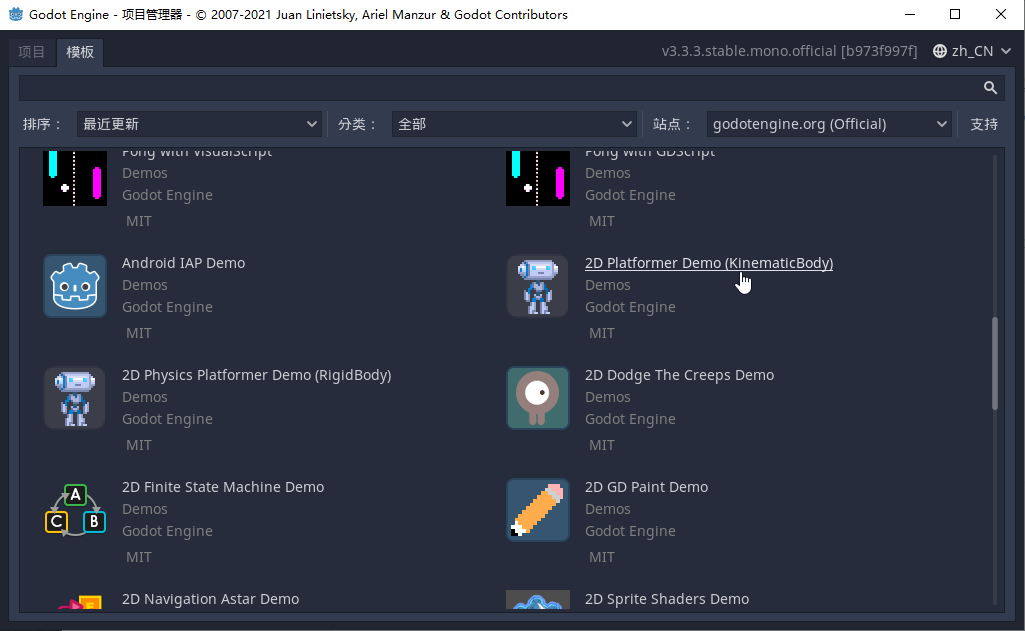 Godot Engine - 项目管理器 - © 2007-2021 Juan Linietsky, Ariel Manzur & Godot Contributors
项目 模板 v3.3.3.stable.mono.official [b973f997f] zh_CN
排序： 最近更新 分类： 全部 站点： godotengine.org (Official) 支持
Pong with VisualScript Pong with GDScript
Demos Demos
Godot Engine Godot Engine
MIT MIT
Android IAP Demo 2D Platformer Demo (KinematicBody)
Demos Demos
Godot Engine Godot Engine
MIT MIT
2D Physics Platformer Demo (RigidBody) 2D Dodge The Creeps Demo
Demos Demos
Godot Engine Godot Engine
MIT MIT
A
C B
2D Finite State Machine Demo 2D GD Paint Demo
Demos Demos
Godot Engine Godot Engine
MIT MIT
2D Navigation Astar Demo 2D Sprite Shaders Demo